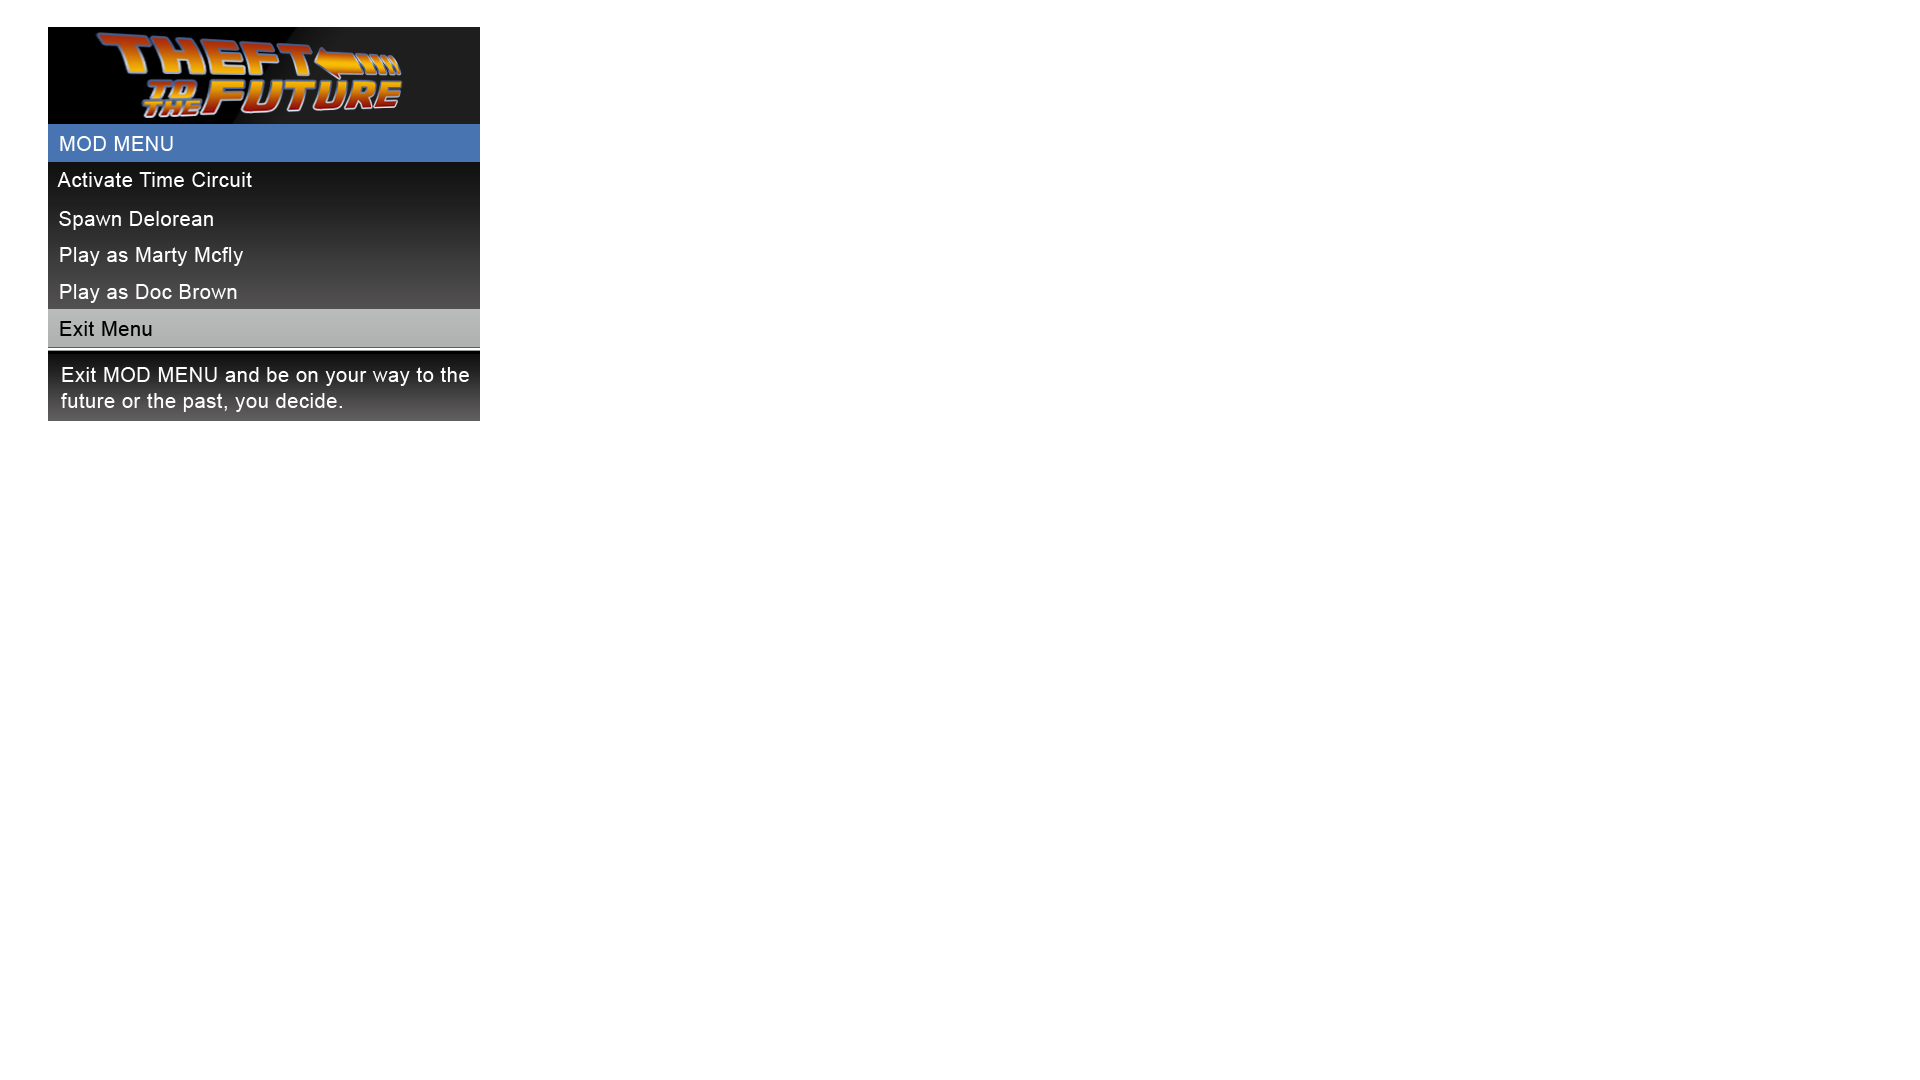 THEFT
TO THE FUTURE
MOD MENU
Activate Time Circuit
Spawn Delorean
Play as Marty Mcfly
Play as Doc Brown
Exit Menu
Exit MOD MENU and be on your way to the
future or the past, you decide.